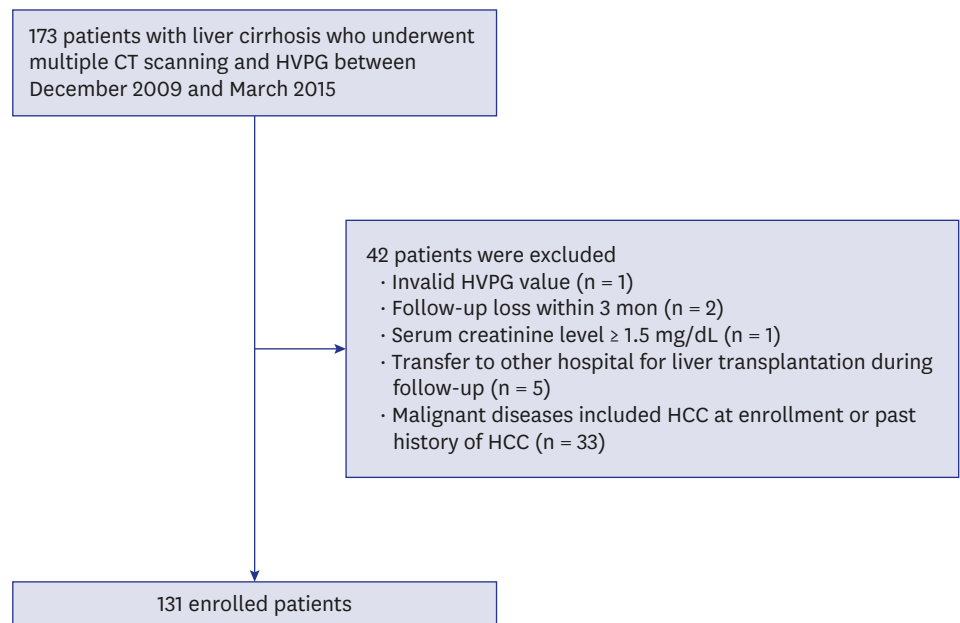 173 patients with liver cirrhosis who underwent
multiple CT scanning and HVPG between
December 2009 and March 2015
42 patients were excluded
· Invalid HVPG value (n = 1)
· Follow-up loss within 3 mon (n = 2)
· Serum creatinine level ≥ 1.5 mg/dL (n = 1)
· Transfer to other hospital for liver transplantation during
follow-up (n = 5)
· Malignant diseases included HCC at enrollment or past
history of HCC (n = 33)
131 enrolled patients